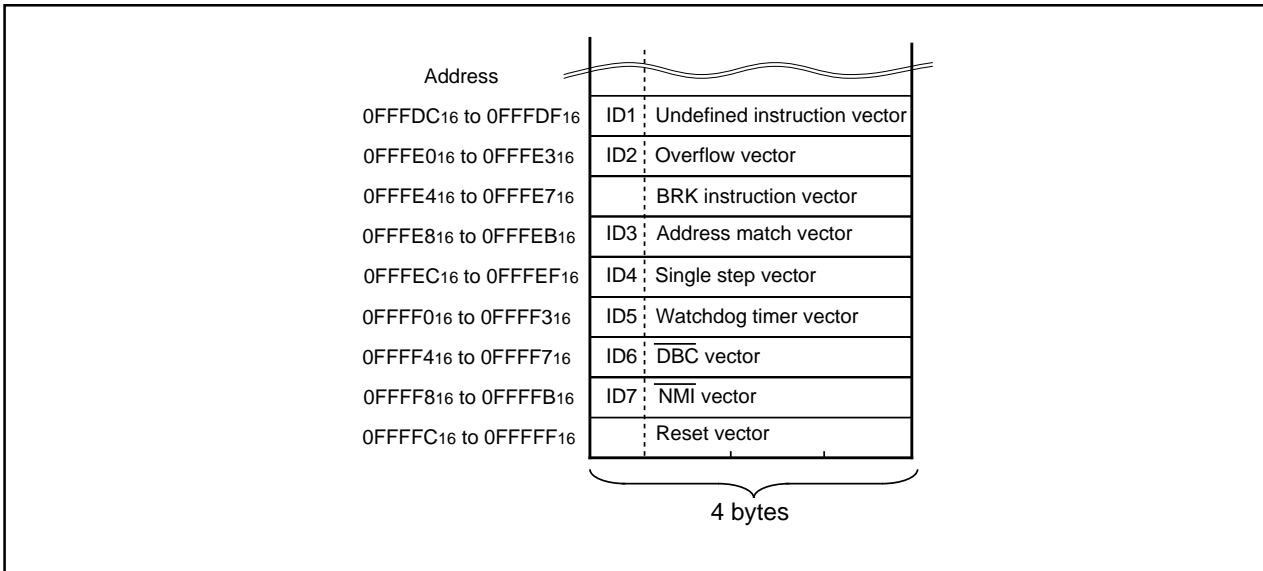 Address
0FFFDC16 to 0FFFDF16 ID1 Undefined instruction vector
0FFFE016 to 0FFFE316 ID2 Overflow vector
0FFFE416 to 0FFFE716 BRK instruction vector
0FFFE816 to 0FFFEB16 ID3 Address match vector
0FFFEC16 to 0FFFEF16 ID4 Single step vector
0FFFF016 to 0FFFF316 ID5 Watchdog timer vector
0FFFF416 to 0FFFF716 ID6 DBC vector
0FFFF816 to 0FFFFB16 ID7 NMI vector
0FFFFC16 to 0FFFFF16 Reset vector
4 bytes